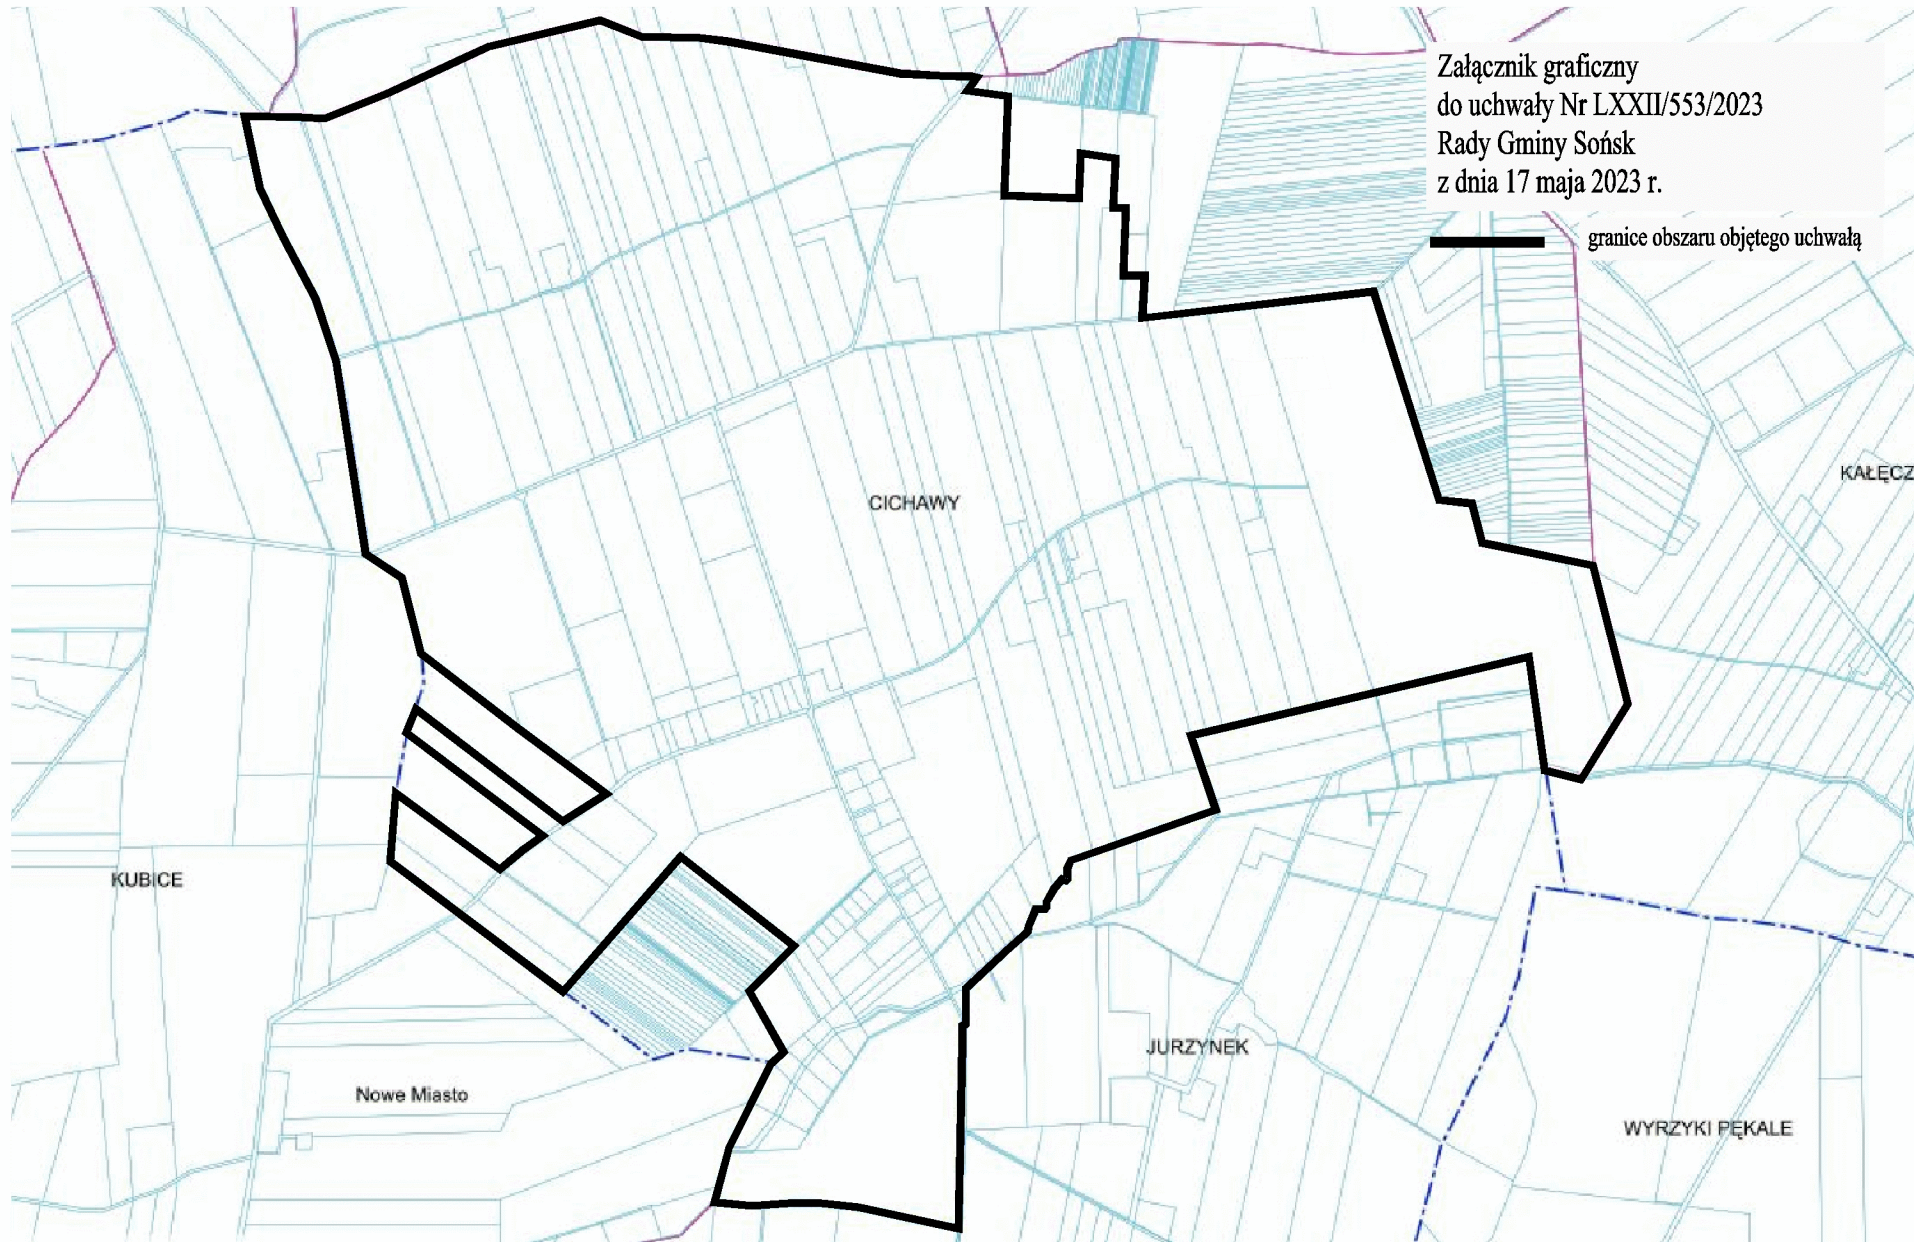 Załącznik graficzny
do uchwały Nr LXXII/553/2023
Rady Gminy Sońsk
z dnia 17 maja 2023 r.
granice obszaru objętego uchwałą
KAŁĘCZ
CICHAWY
KUBICE
JURZYNEK
Nowe Miasto
WYRZYKI PĘKALE